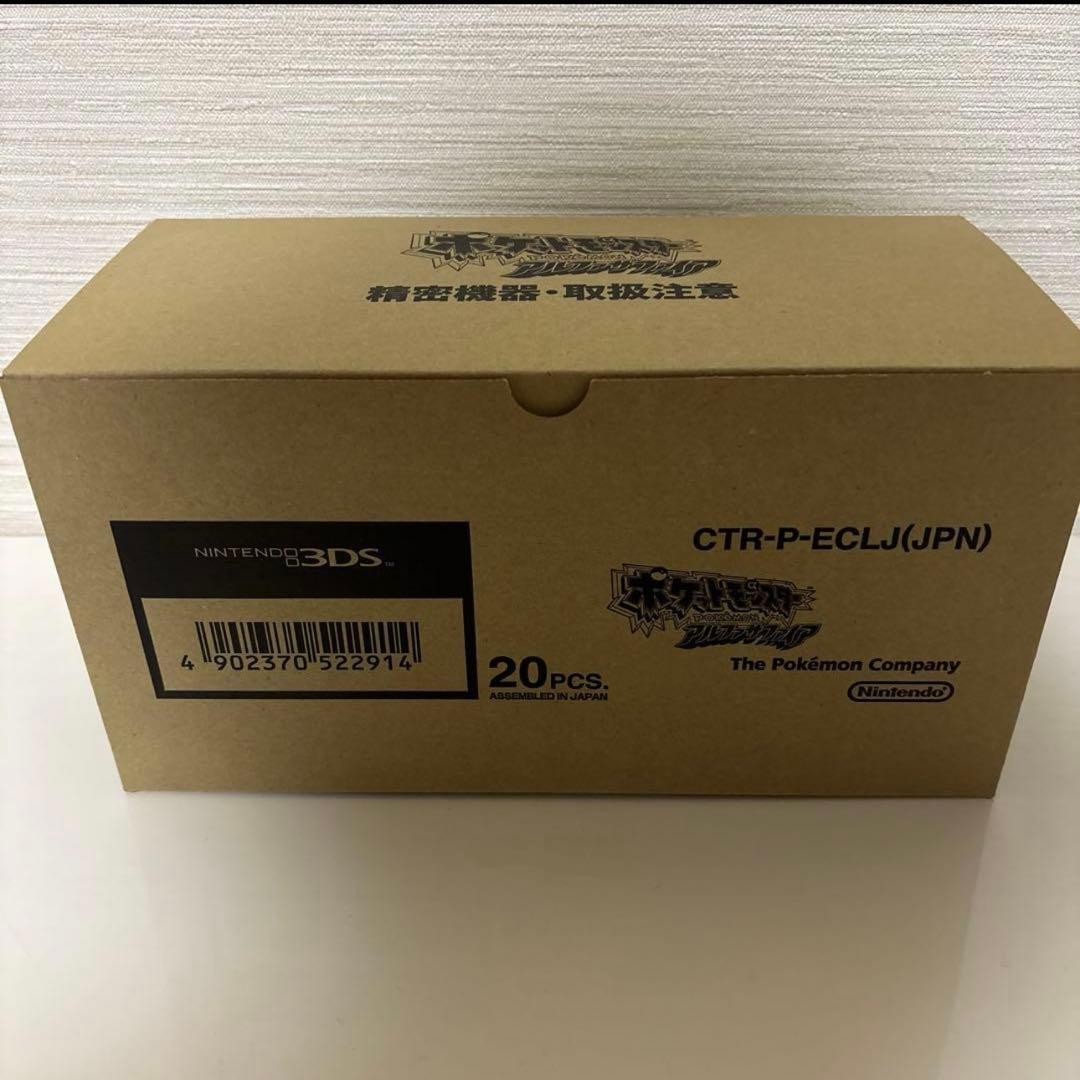 ポケットモンスター
POKÉMON
アルファサファイア
精密機器・取扱注意
NINTENDO 3DS™
4 902370 522914
20PCS.
ASSEMBLED IN JAPAN
CTR-P-ECLJ(JPN)
ポケットモンスター
POKÉMON
アルファサファイア
The Pokémon Company
Nintendo®